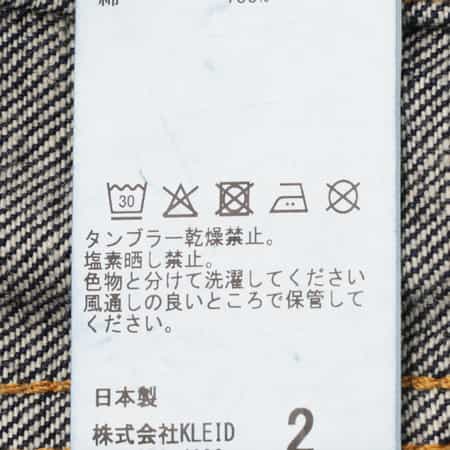 綿 100%
30
タンブラー乾燥禁止。
塩素晒し禁止。
色物と分けて洗濯してください
風通しの良いところで保管して
ください。
日本製
株式会社KLEID 2